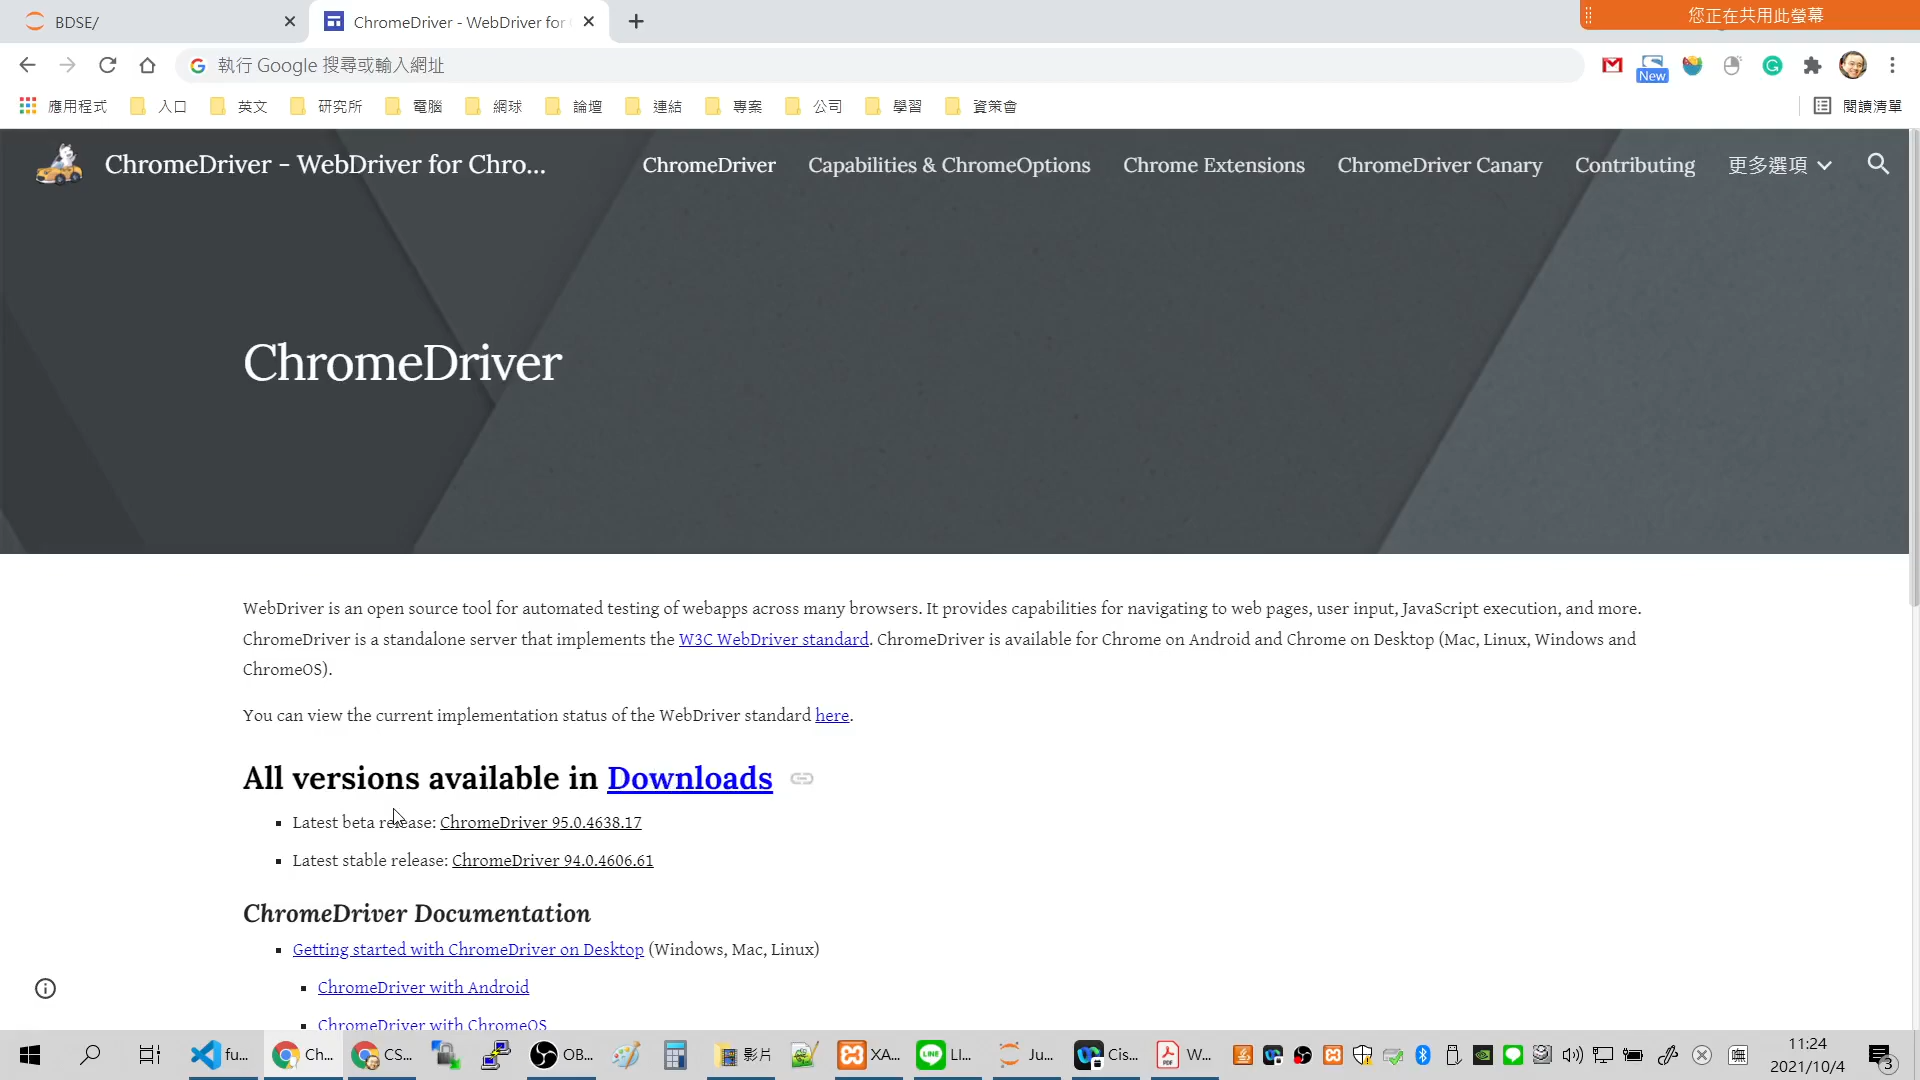 BDSE/
ChromeDriver - WebDriver for
您正在共用此螢幕
執行 Google 搜尋或輸入網址
New
應用程式
入口
英文
研究所
電腦
網球
論壇
連結
專案
公司
學習
資策會
閱讀清單
ChromeDriver - WebDriver for Chro...
ChromeDriver
Capabilities & ChromeOptions
Chrome Extensions
ChromeDriver Canary
Contributing
更多選項
ChromeDriver
WebDriver is an open source tool for automated testing of webapps across many browsers. It provides capabilities for navigating to web pages, user input, JavaScript execution, and more.
ChromeDriver is a standalone server that implements the W3C WebDriver standard. ChromeDriver is available for Chrome on Android and Chrome on Desktop (Mac, Linux, Windows and
ChromeOS).
You can view the current implementation status of the WebDriver standard here.
All versions available in Downloads
Latest beta release: ChromeDriver 95.0.4638.17
Latest stable release: ChromeDriver 94.0.4606.61
ChromeDriver Documentation
Getting started with ChromeDriver on Desktop (Windows, Mac, Linux)
ChromeDriver with Android
ChromeDriver with ChromeOS
fu...
Ch...
CS...
OB...
影片
XA...
LI...
Ju...
Cis...
W...
11:24
2021/10/4
3